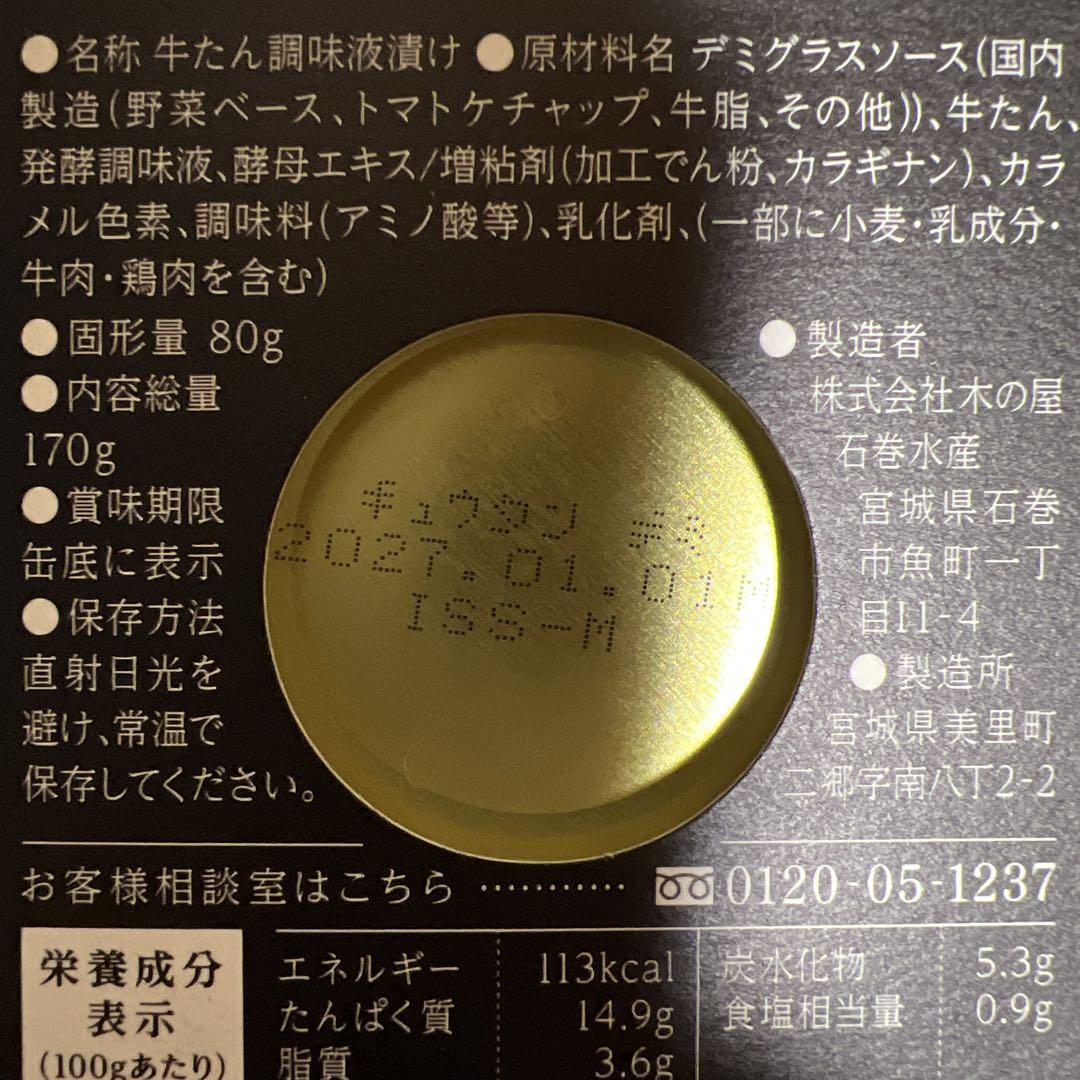 ●名称 牛たん調味液漬け ●原材料名 デミグラスソース(国内
製造(野菜ベース、トマトケチャップ、牛脂、その他))、牛たん、
発酵調味液、酵母エキス/増粘剤(加工でん粉、カラギナン)、カラ
メル色素、調味料(アミノ酸等)、乳化剤、(一部に小麦・乳成分・
牛肉・鶏肉を含む)
●固形量 80g
●内容総量
170g
●賞味期限
缶底に表示
●保存方法
直射日光を
避け、常温で
保存してください。
ギュウタン デミ
2027.01.01 M
ISS-M
●製造者
株式会社木の屋
石巻水産
宮城県石巻
市魚町一丁
目11-4
●製造所
宮城県美里町
二郷字南八丁2-2
お客様相談室はこちら ………… 0120-05-1237
栄養成分
表示
(100gあたり)
エネルギー 113kcal
たんぱく質 14.9g
脂質 3.6g
炭水化物 5.3g
食塩相当量 0.9g